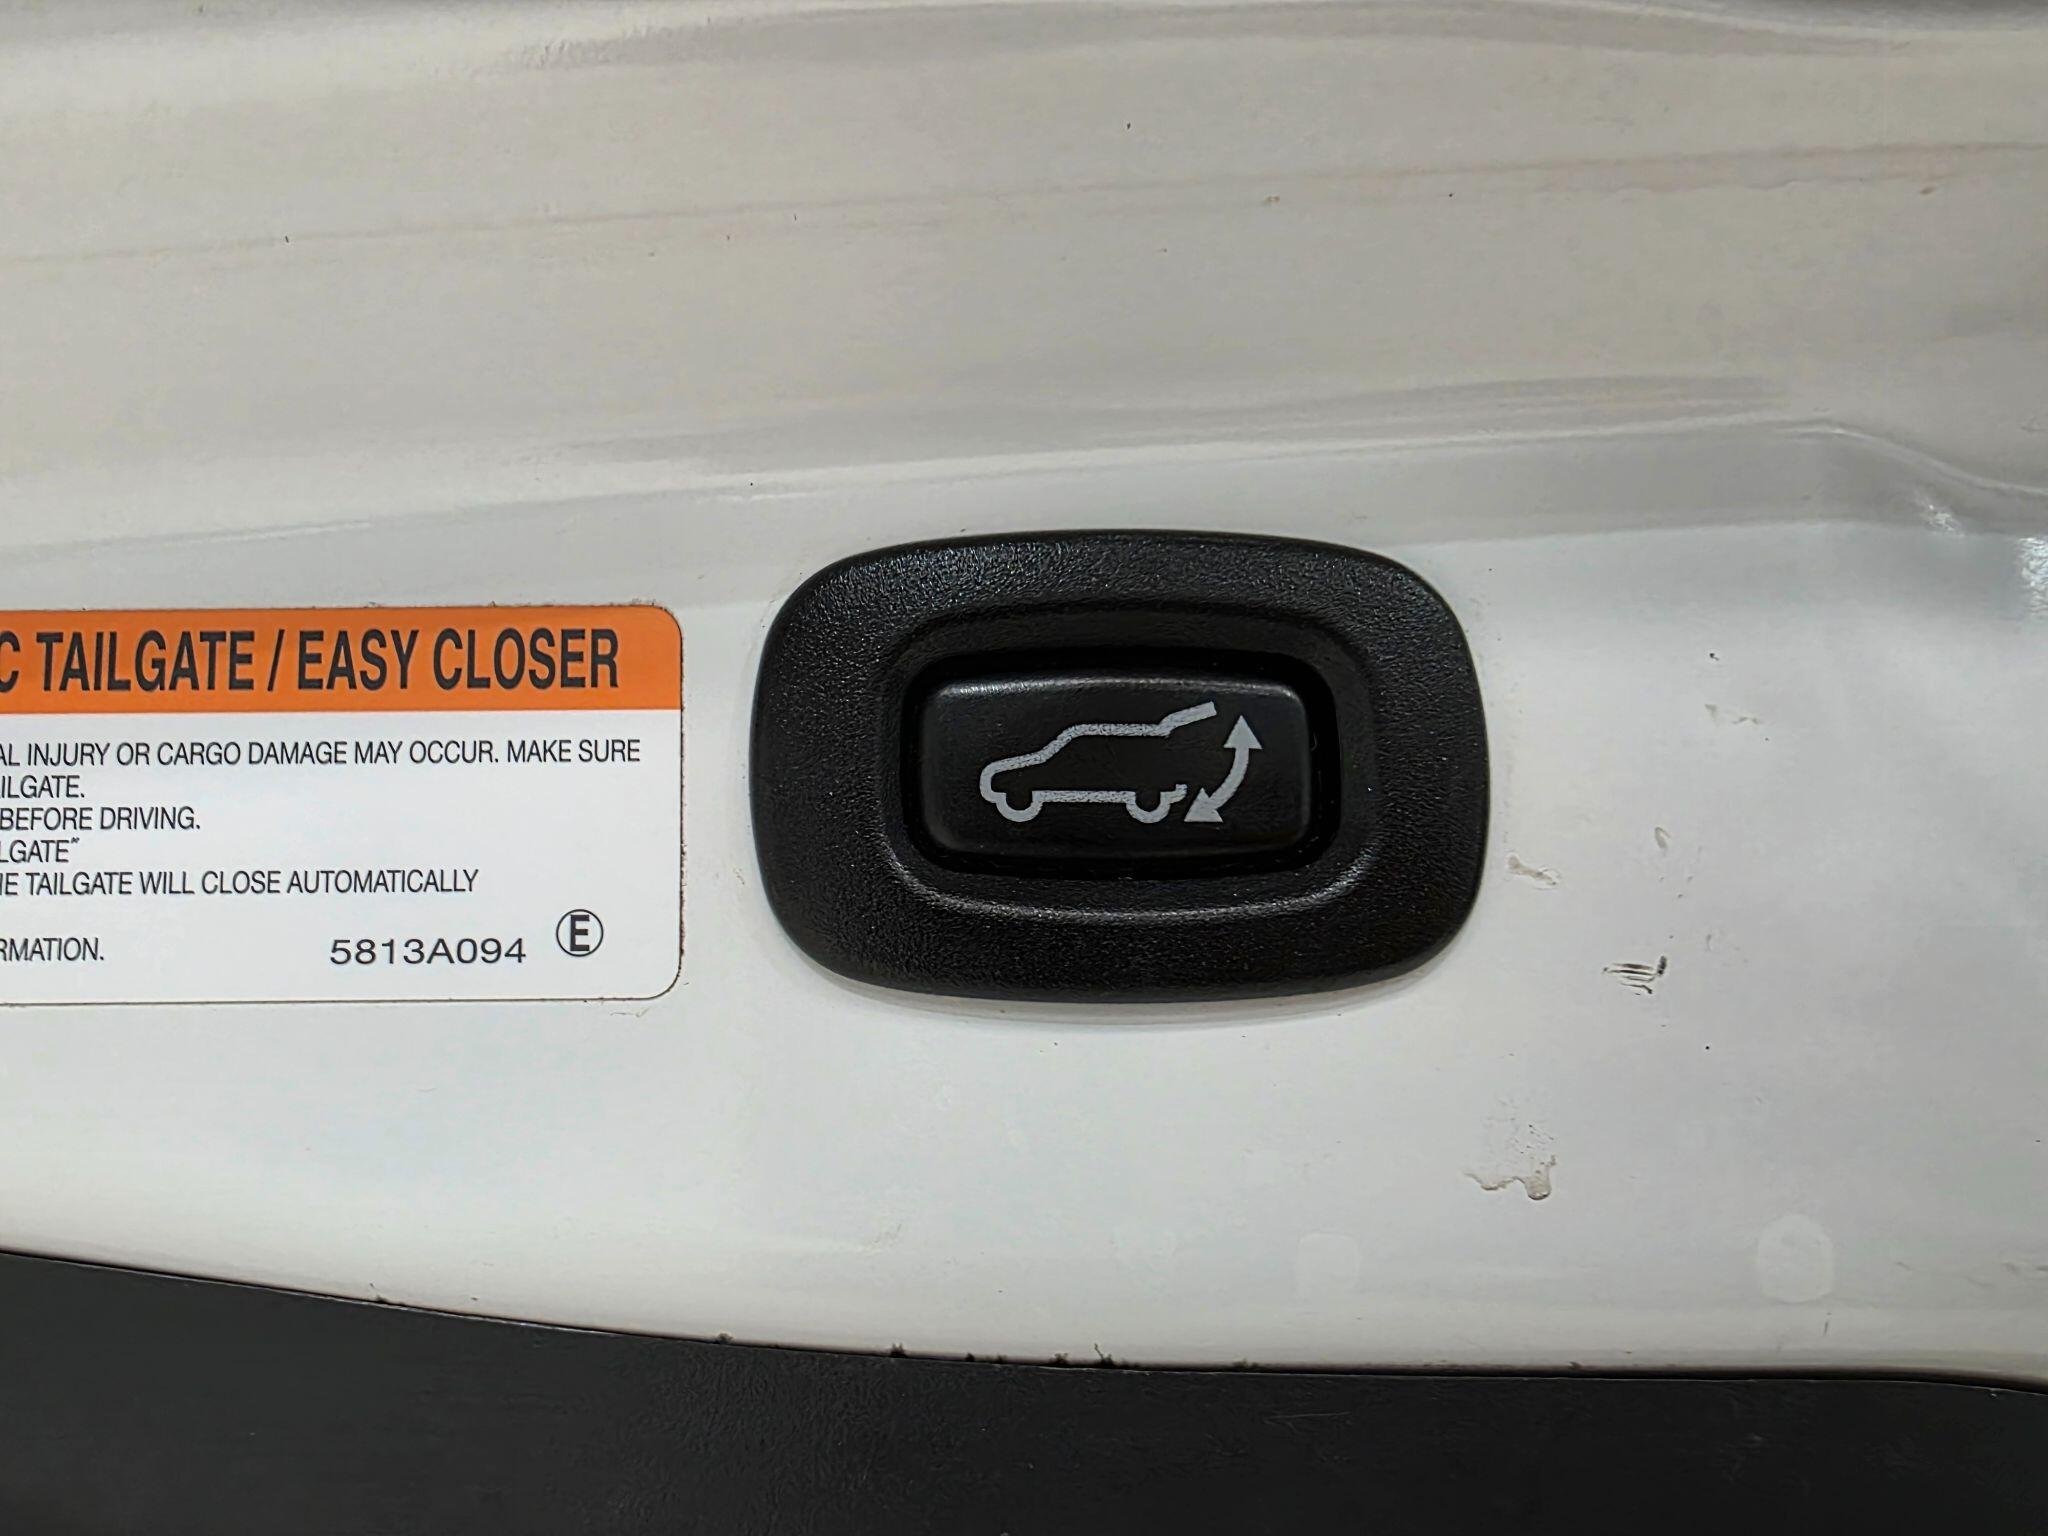 C TAILGATE / EASY CLOSER
AL INJURY OR CARGO DAMAGE MAY OCCUR. MAKE SURE
ILGATE.
BEFORE DRIVING.
LGATE"
HE TAILGATE WILL CLOSE AUTOMATICALLY
RMATION.
5813A094 E